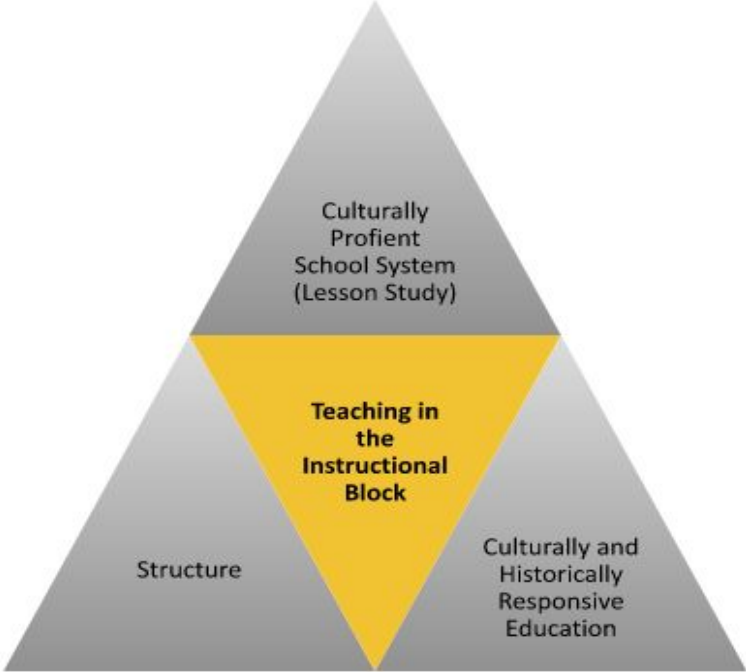 Culturally
Profient
School System
(Lesson Study)
Teaching in
the
Instructional
Block
Structure
Culturally and
Historically
Responsive
Education